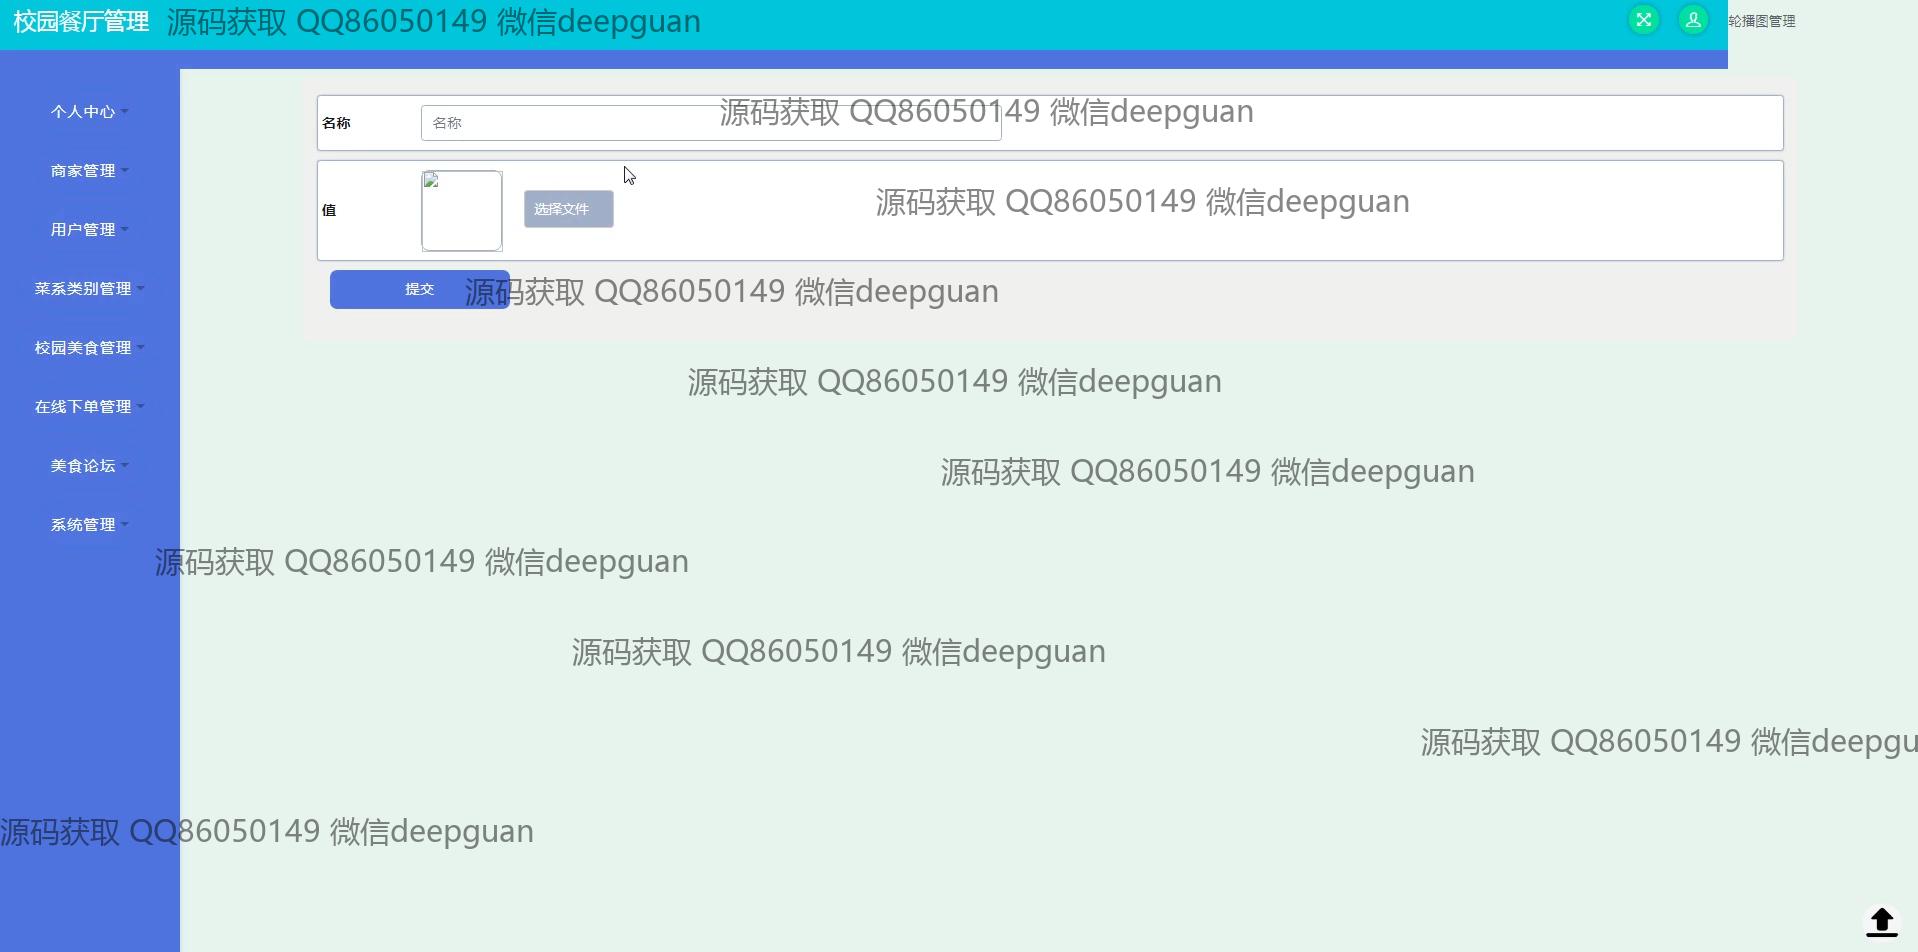 校园餐厅管理
源码获取 QQ86050149 微信deepguan
轮播图管理
个人中心
商家管理
用户管理
菜系类别管理
校园美食管理
在线下单管理
美食论坛
系统管理
名称
名称
源码获取 QQ86050149 微信deepguan
值
选择文件
源码获取 QQ86050149 微信deepguan
提交
源码获取 QQ86050149 微信deepguan
源码获取 QQ86050149 微信deepguan
源码获取 QQ86050149 微信deepguan
源码获取 QQ86050149 微信deepguan
源码获取 QQ86050149 微信deepguan
源码获取 QQ86050149 微信deepgu
源码获取 QQ86050149 微信deepguan